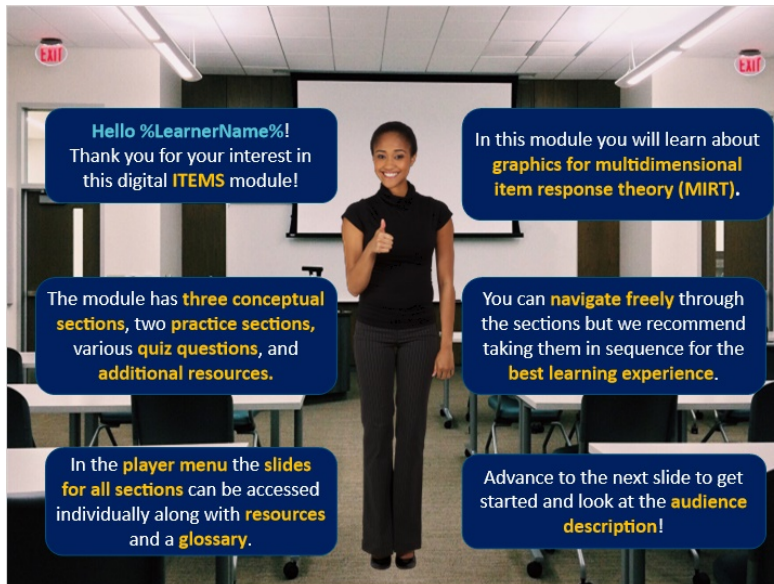 EXIT
EXIT
Hello %LearnerName%!
Thank you for your interest in
this digital ITEMS module!
In this module you will learn about
graphics for multidimensional
item response theory (MIRT).
The module has three conceptual
sections, two practice sections,
various quiz questions, and
additional resources.
You can navigate freely through
the sections but we recommend
taking them in sequence for the
best learning experience.
In the player menu the slides
for all sections can be accessed
individually along with resources
and a glossary.
Advance to the next slide to get
started and look at the audience
description!